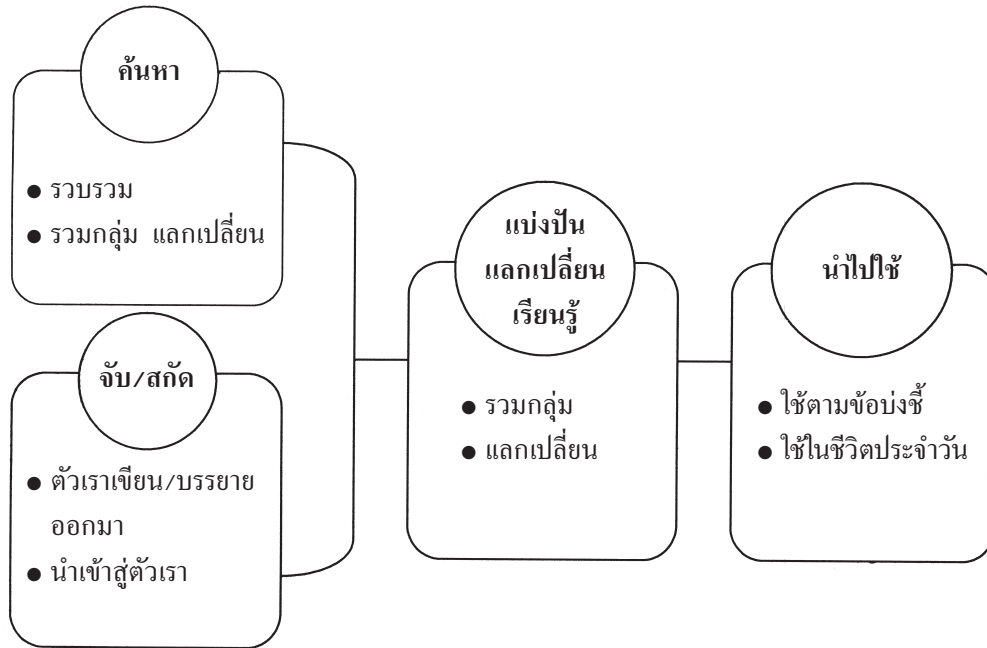 ค้นหา
● รวบรวม
● รวมกลุ่ม แลกเปลี่ยน
จับ/สกัด
● ตัวเราเขียน/บรรยาย
ออกมา
● นำเข้าสู่ตัวเรา
แบ่งปัน
แลกเปลี่ยน
เรียนรู้
● รวมกลุ่ม
● แลกเปลี่ยน
นำไปใช้
● ใช้ตามข้อบ่งชี้
● ใช้ในชีวิตประจำวัน